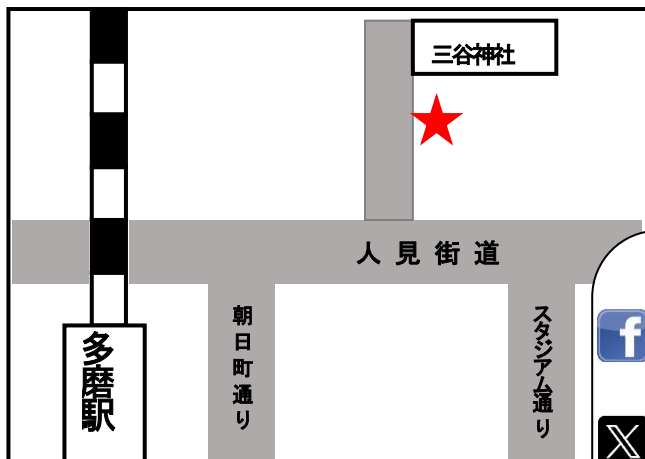 三谷神社
人見街道
朝日町通り
スタジアム通り
多磨駅